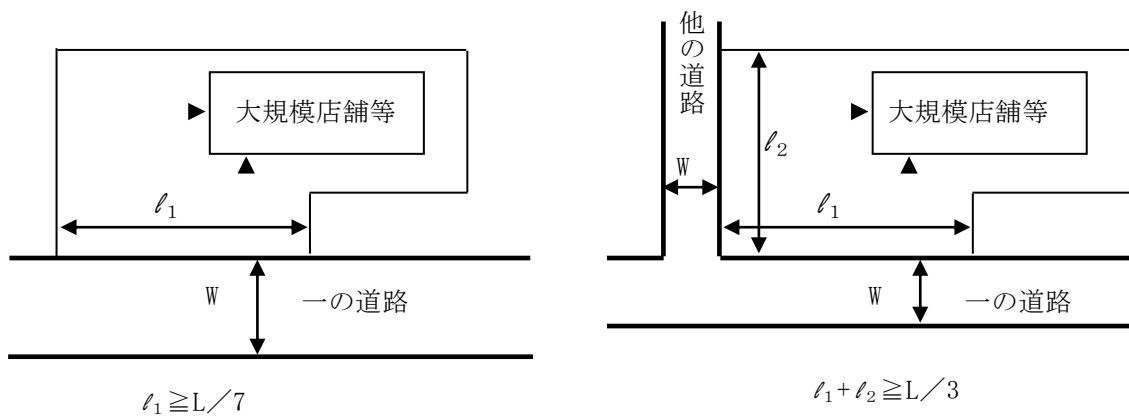 大規模店舗等
ℓ1
W
一の道路
ℓ1≧L／7
他の道路
大規模店舗等
ℓ2
W
ℓ1
W
一の道路
ℓ1+ℓ2≧L／3